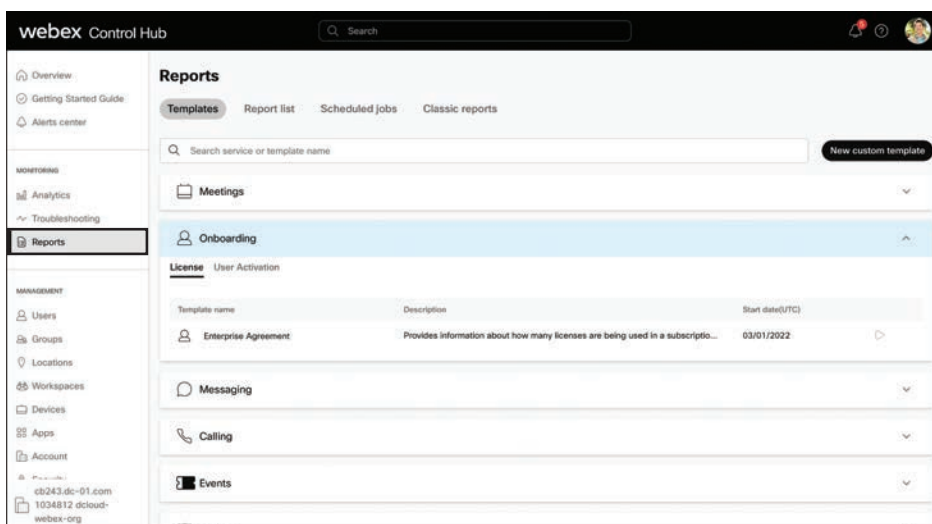 webex Control Hub
Search
5
Overview
Getting Started Guide
Alerts center
MONITORING
Analytics
Troubleshooting
Reports
MANAGEMENT
Users
Groups
Locations
Workspaces
Devices
Apps
Account
cb243.dc-01.com
1034812 dcloud-
webex-org
Reports
Templates Report list Scheduled jobs Classic reports
Search service or template name
New custom template
Meetings
Onboarding
License User Activation
Template name Description Start date(UTC)
Enterprise Agreement Provides information about how many licenses are being used in a subscriptio... 03/01/2022
Messaging
Calling
Events